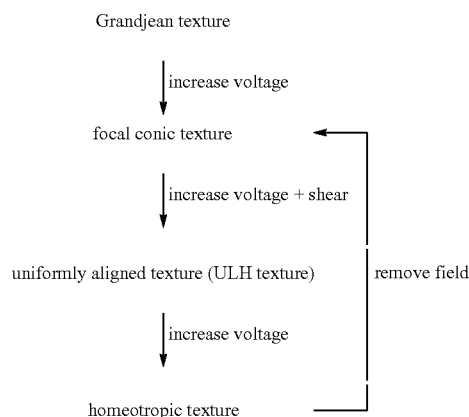 Grandjean texture
increase voltage
focal conic texture
increase voltage + shear
uniformly aligned texture (ULH texture)
remove field
increase voltage
homeotropic texture